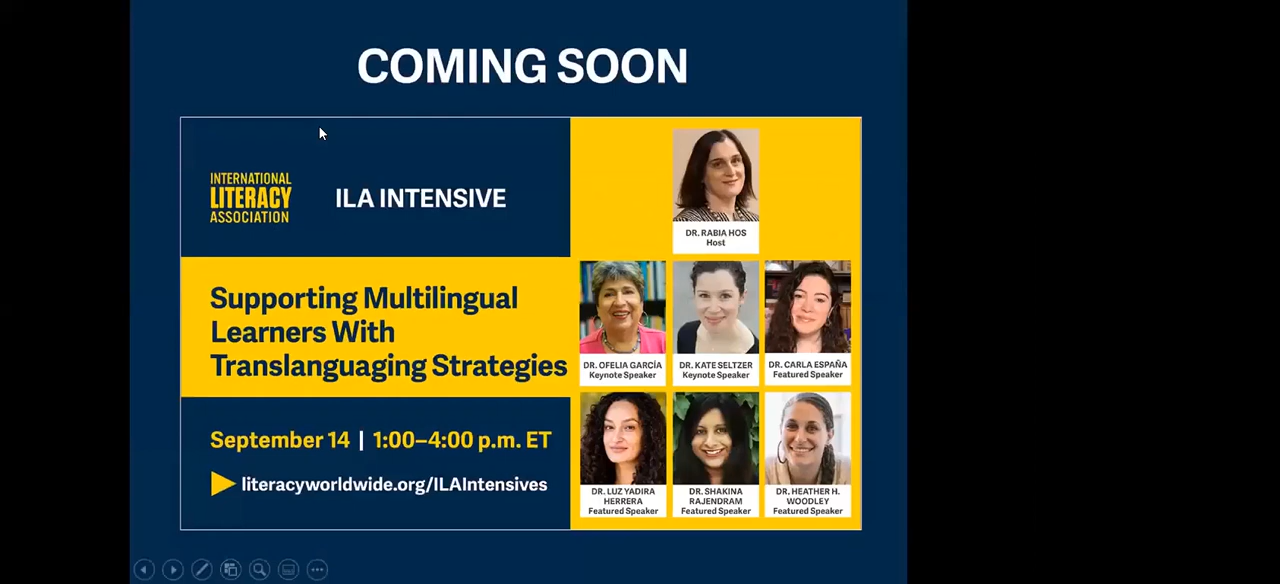 COMING SOON
INTERNATIONAL
LITERACY
ASSOCIATION
ILA INTENSIVE
Supporting Multilingual
Learners With
Translanguaging Strategies
September 14 | 1:00–4:00 p.m. ET
literacyworldwide.org/ILAIntensives
DR. RABIA HOS
Host
DR. OFELIA GARCÍA
Keynote Speaker
DR. KATE SELTZER
Keynote Speaker
DR. CARLA ESPAÑA
Featured Speaker
DR. LUZ YADIRA
HERRERA
Featured Speaker
DR. SHAKINA
RAJENDRAM
Featured Speaker
DR. HEATHER H.
WOODLEY
Featured Speaker